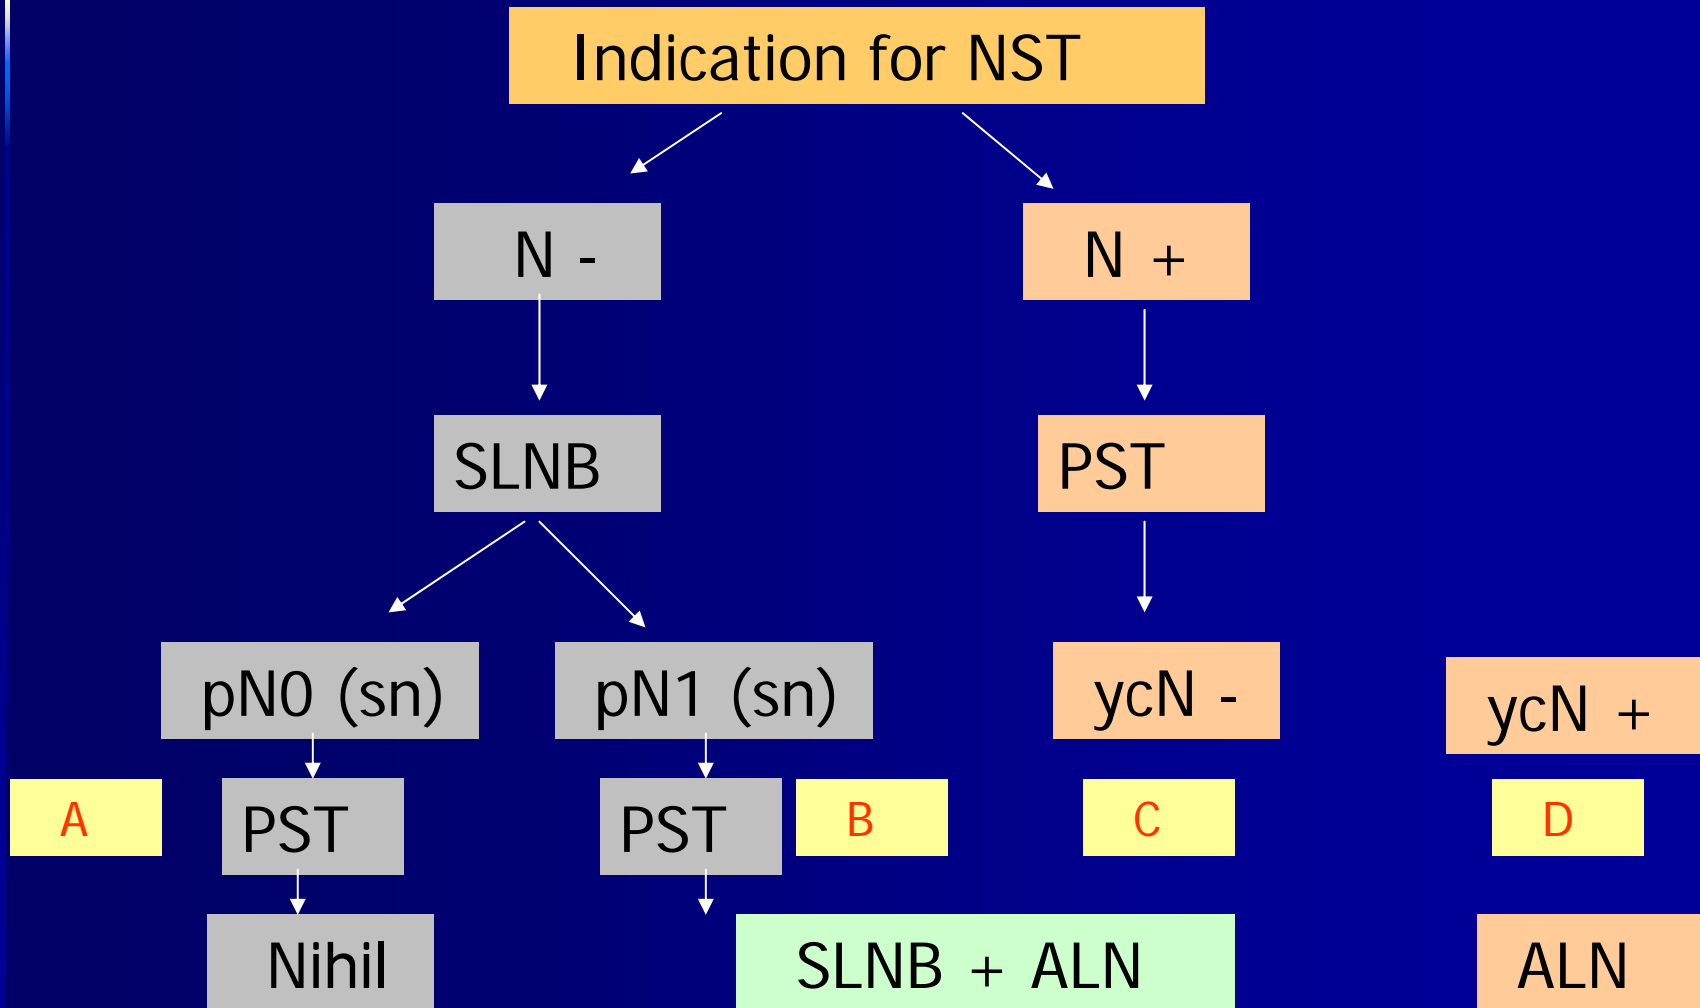 Indication for NST
N -
N +
SLNB
PST
pN0 (sn)
pN1 (sn)
ycN -
ycN +
A
PST
PST
B
C
D
Nihil
SLNB + ALN
ALN